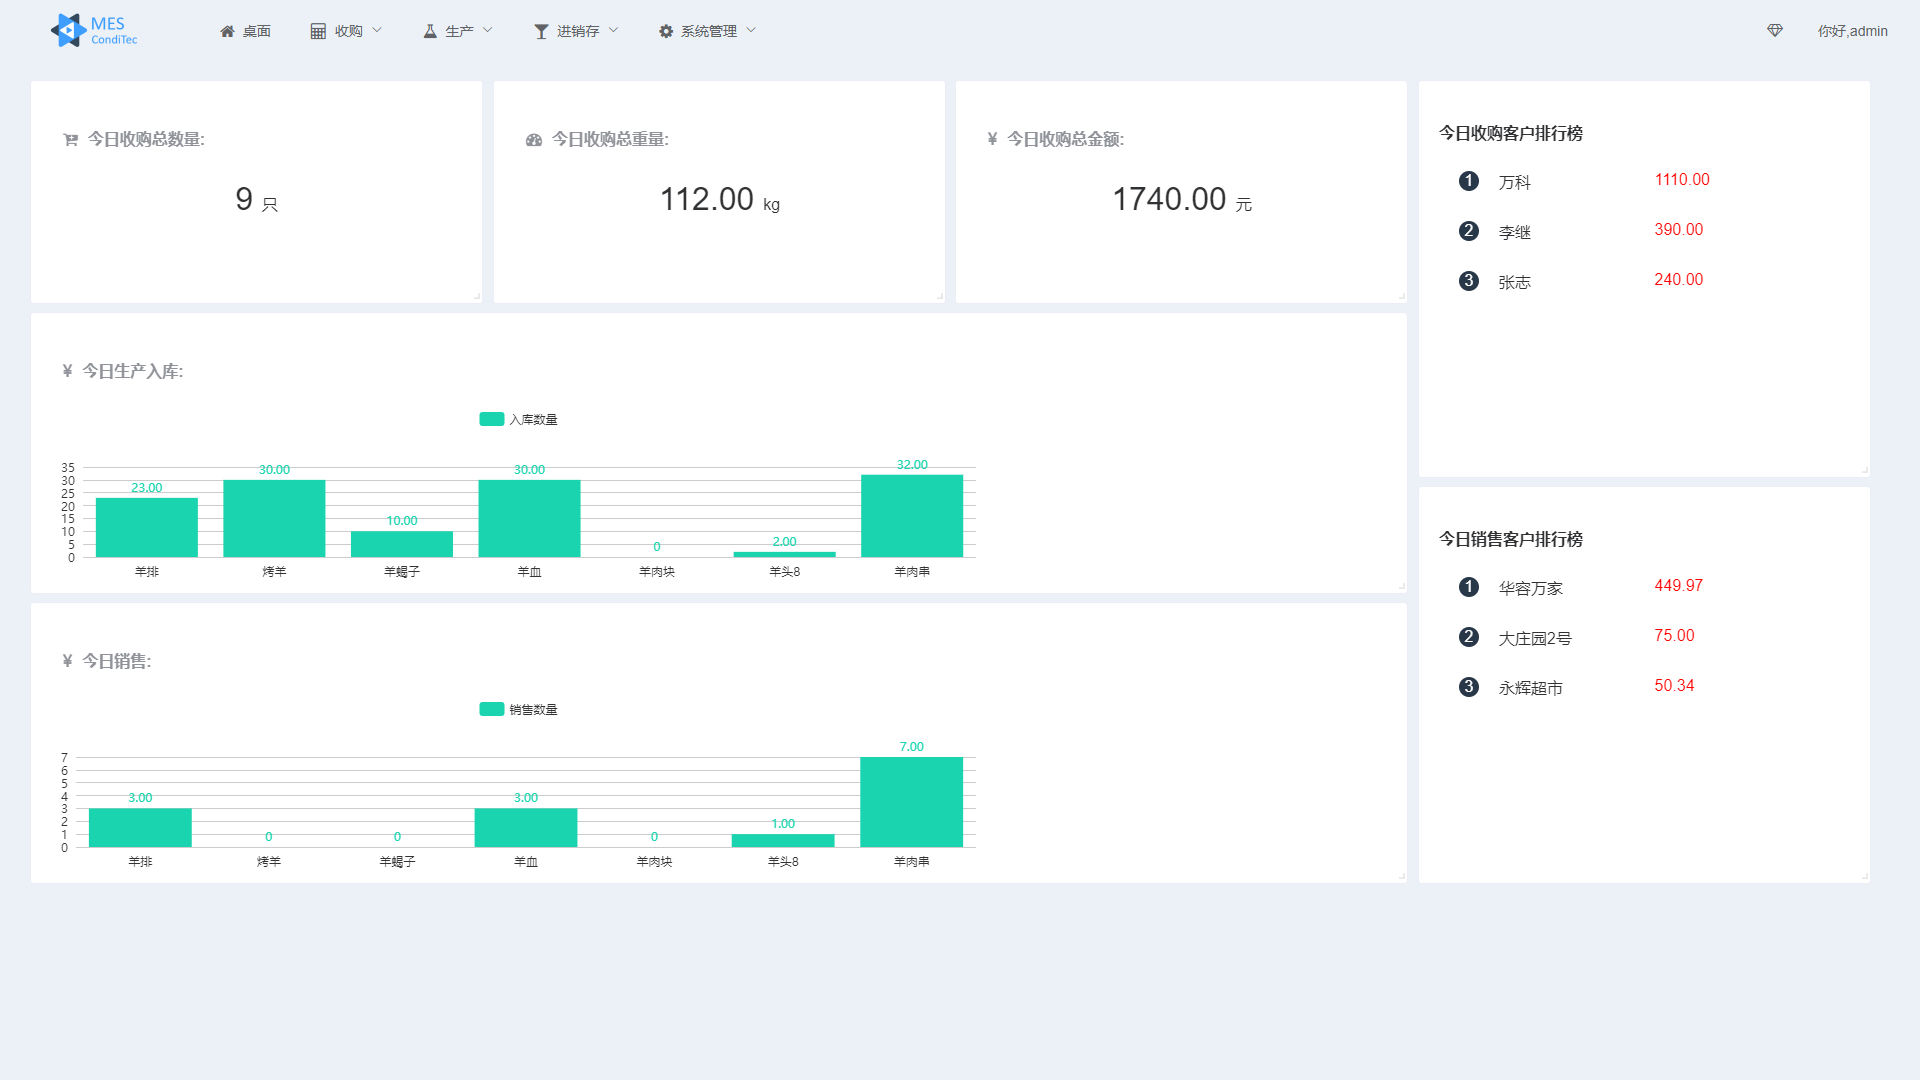 MES
CondiTec
桌面
收购
生产
进销存
系统管理
你好,admin
今日收购总数量:
9 只
今日收购总重量:
112.00 kg
¥ 今日收购总金额:
1740.00 元
今日收购客户排行榜
1 万科 1110.00
2 李继 390.00
3 张志 240.00
¥ 今日生产入库:
入库数量
35
30
25
20
15
10
5
0
23.00
30.00
10.00
30.00
0
2.00
32.00
羊排
烤羊
羊蝎子
羊血
羊肉块
羊头8
羊肉串
¥ 今日销售:
销售数量
7
6
5
4
3
2
1
0
3.00
0
0
3.00
0
1.00
7.00
羊排
烤羊
羊蝎子
羊血
羊肉块
羊头8
羊肉串
今日销售客户排行榜
1 华容万家 449.97
2 大庄园2号 75.00
3 永辉超市 50.34